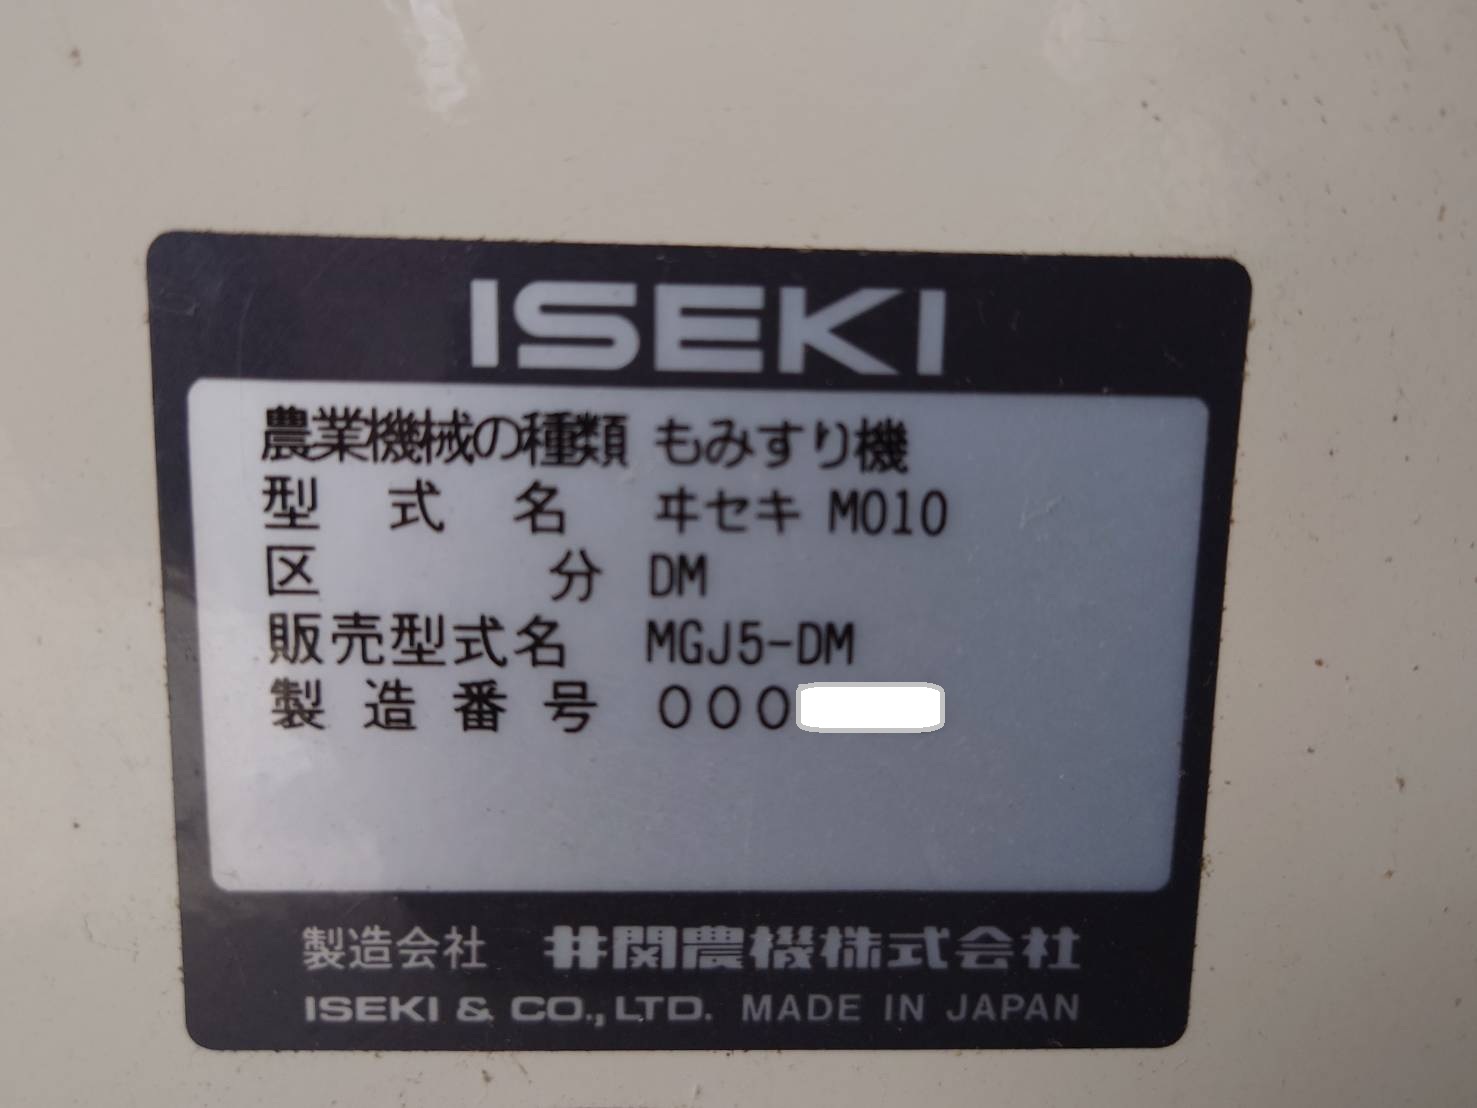 ISEKI
農業機械の種類 もみすり機
型式名 ヰセキ M010
区分 DM
販売型式名 MGJ5-DM
製造番号 000
製造会社 井関農機株式会社
ISEKI & CO., LTD. MADE IN JAPAN